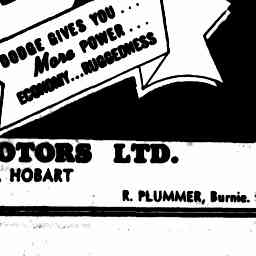 DODGE GIVES YOU...
More POWER...
ECONOMY...RUGGEDNESS
OTORS LTD.
, HOBART
R. PLUMMER, Burnie.